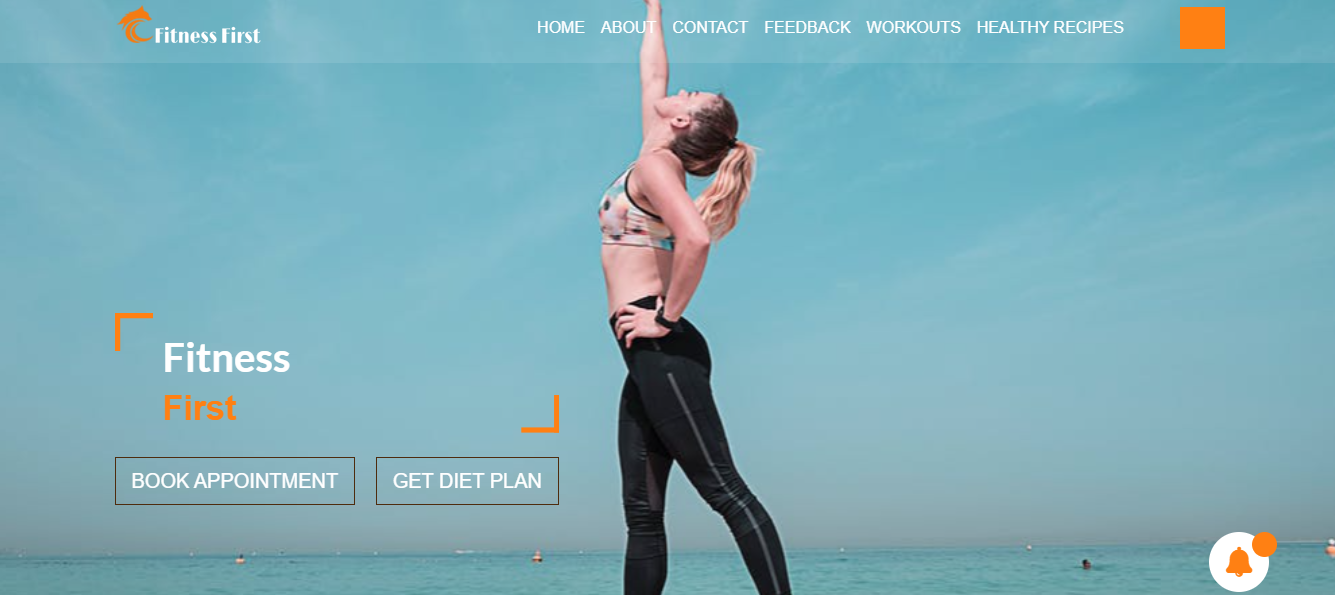 Fitness First
HOME ABOUT CONTACT FEEDBACK WORKOUTS HEALTHY RECIPES
Fitness
First
BOOK APPOINTMENT GET DIET PLAN